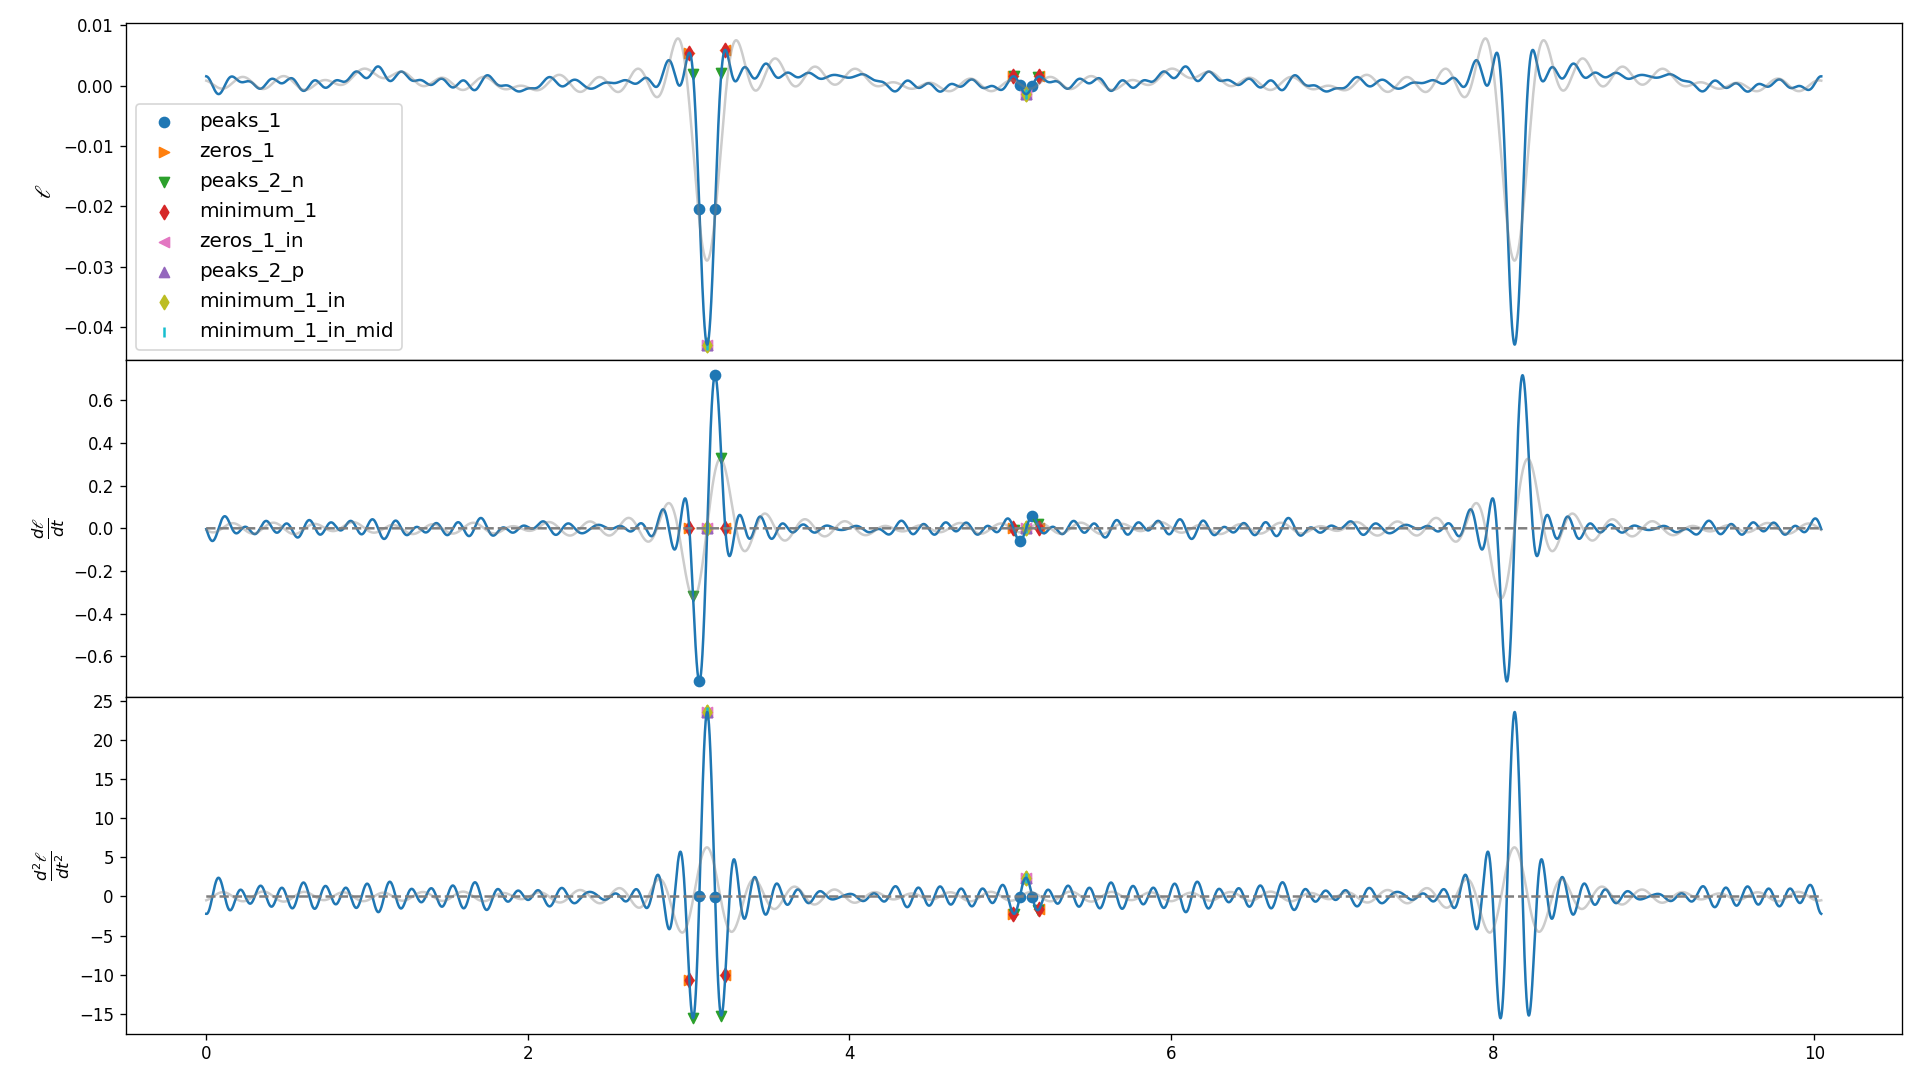 0.01
0.00
−0.01
−0.02
−0.03
−0.04
ℓ
peaks_1
zeros_1
peaks_2_n
minimum_1
zeros_1_in
peaks_2_p
minimum_1_in
minimum_1_in_mid
0.6
0.4
0.2
0.0
−0.2
−0.4
−0.6
dℓ/dt
25
20
15
10
5
0
−5
−10
−15
d²ℓ/dt²
0 2 4 6 8 10